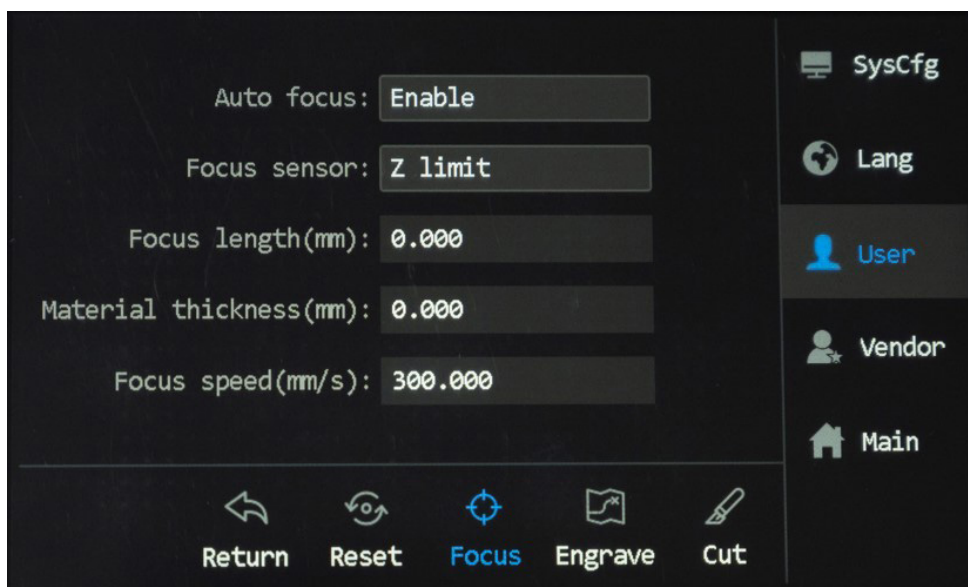 Auto focus: Enable
Focus sensor: Z limit
Focus length(mm): 0.000
Material thickness(mm): 0.000
Focus speed(mm/s): 300.000
Return Reset Focus Engrave Cut
SysCfg
Lang
User
Vendor
Main